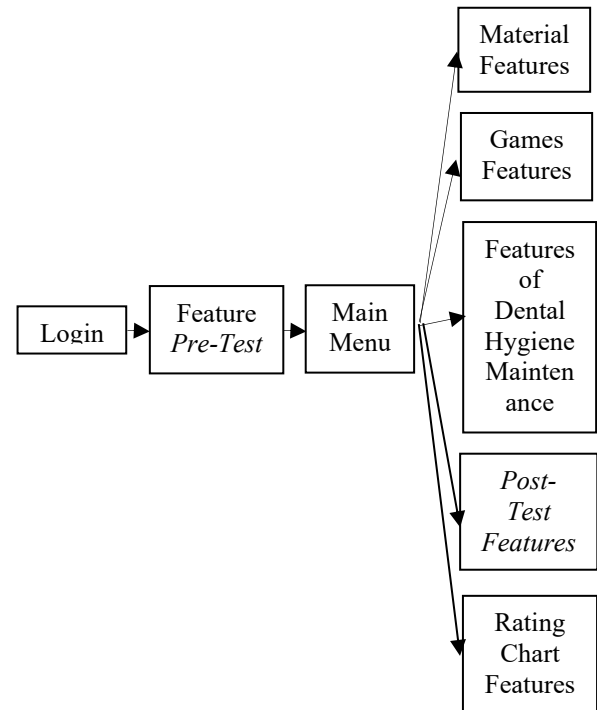 Login
Feature
Pre-Test
Main
Menu
Material
Features
Games
Features
Features
of
Dental
Hygiene
Mainten
ance
Post-
Test
Features
Rating
Chart
Features